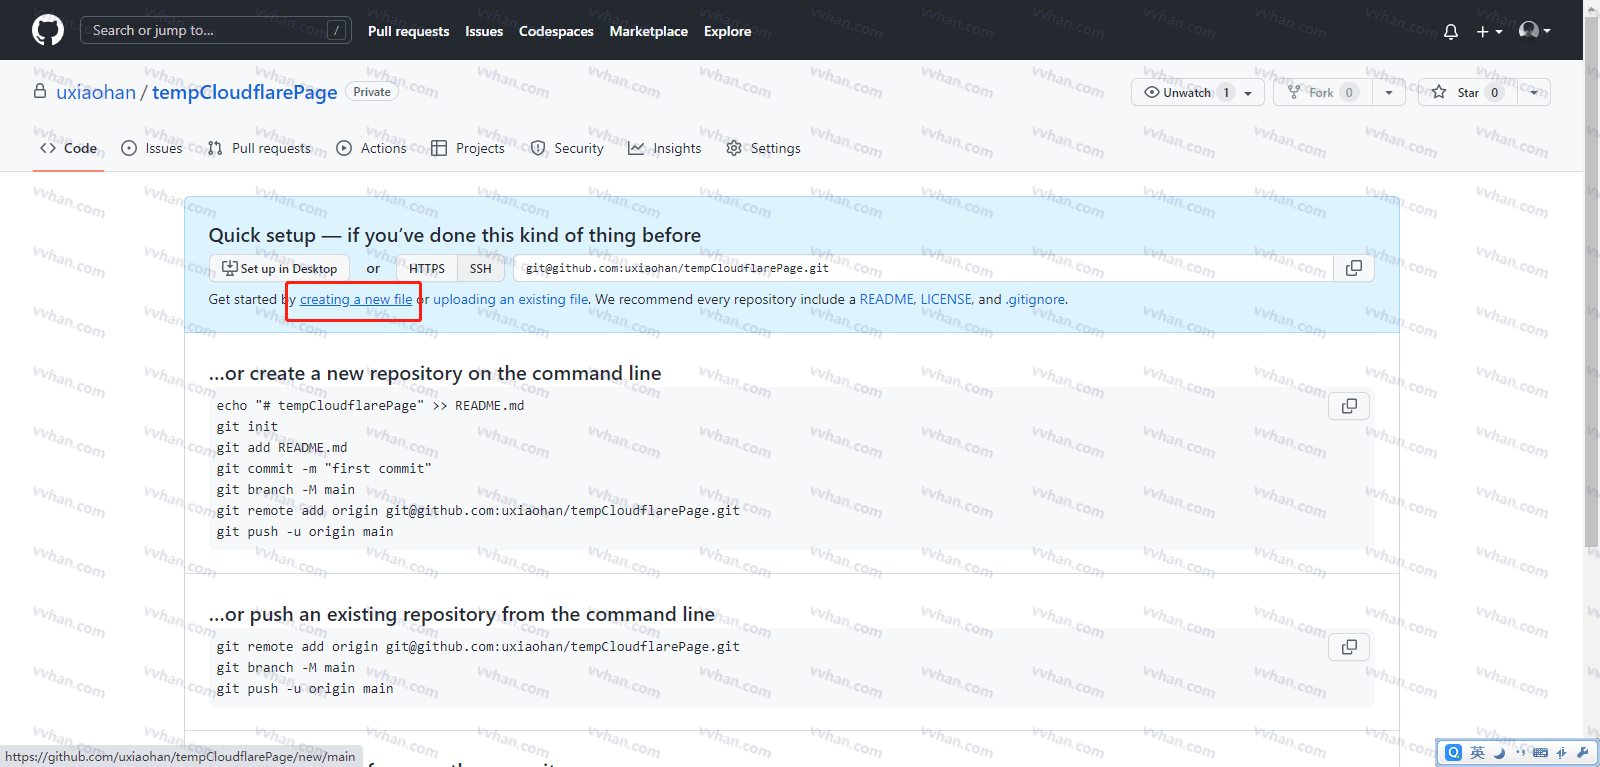 Search or jump to... / Pull requests Issues Codespaces Marketplace Explore
uxiaohan / tempCloudflarePage Private Unwatch 1 Fork 0 Star 0
Code Issues Pull requests Actions Projects Security Insights Settings
Quick setup — if you’ve done this kind of thing before
Set up in Desktop or HTTPS SSH git@github.com:uxiaohan/tempCloudflarePage.git
Get started by creating a new file or uploading an existing file. We recommend every repository include a README, LICENSE, and .gitignore.
…or create a new repository on the command line
echo "# tempCloudflarePage" >> README.md
git init
git add README.md
git commit -m "first commit"
git branch -M main
git remote add origin git@github.com:uxiaohan/tempCloudflarePage.git
git push -u origin main
…or push an existing repository from the command line
git remote add origin git@github.com:uxiaohan/tempCloudflarePage.git
git branch -M main
git push -u origin main
https://github.com/uxiaohan/tempCloudflarePage/new/main
英
vvhan.com